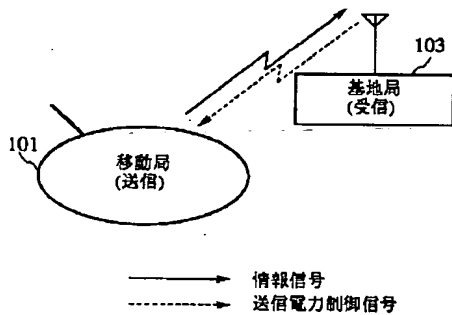 103
基地局
(受信)
101
移動局
(送信)
情報信号
送信電力制御信号